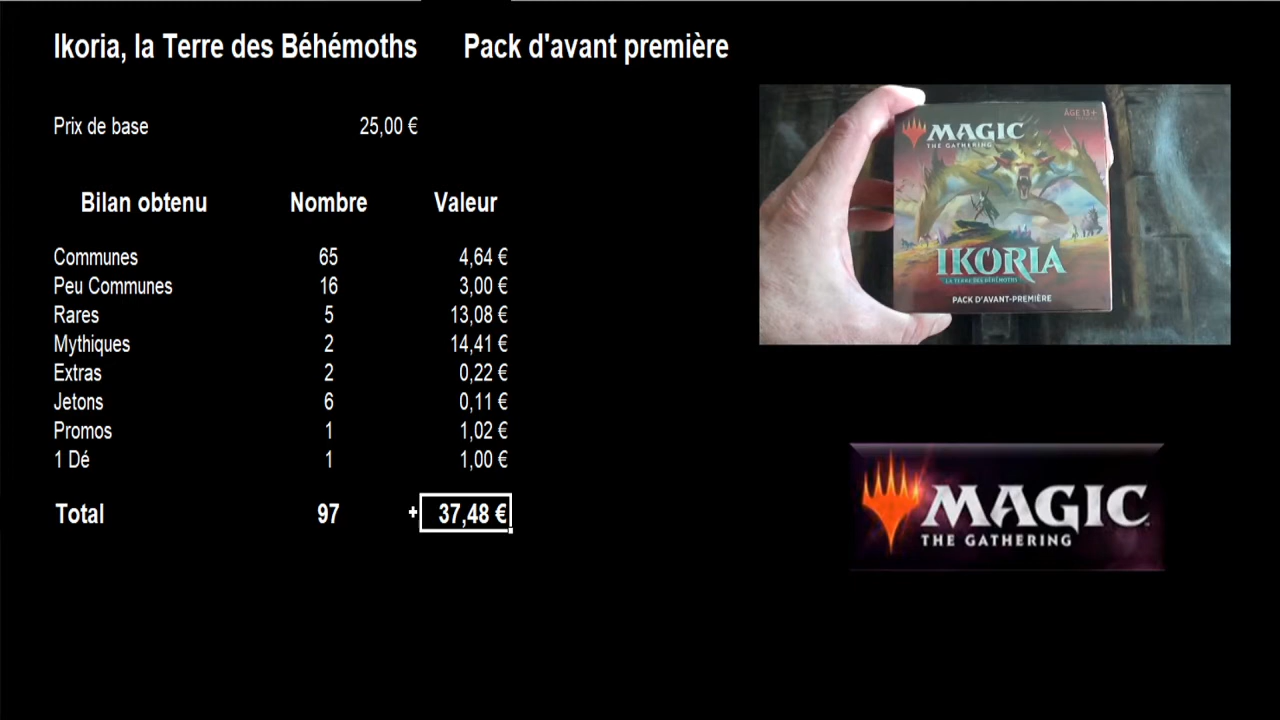 Ikoria, la Terre des Béhémoths Pack d'avant première
Prix de base 25,00 €
Bilan obtenu Nombre Valeur
Communes 65 4,64 €
Peu Communes 16 3,00 €
Rares 5 13,08 €
Mythiques 2 14,41 €
Extras 2 0,22 €
Jetons 6 0,11 €
Promos 1 1,02 €
1 Dé 1 1,00 €
Total 97 + 37,48 €
ÂGE 13+
MAGIC
THE GATHERING
IKORIA
LA TERRE DES BÉHÉMOTHS
PACK D'AVANT-PREMIÈRE
MAGIC
THE GATHERING